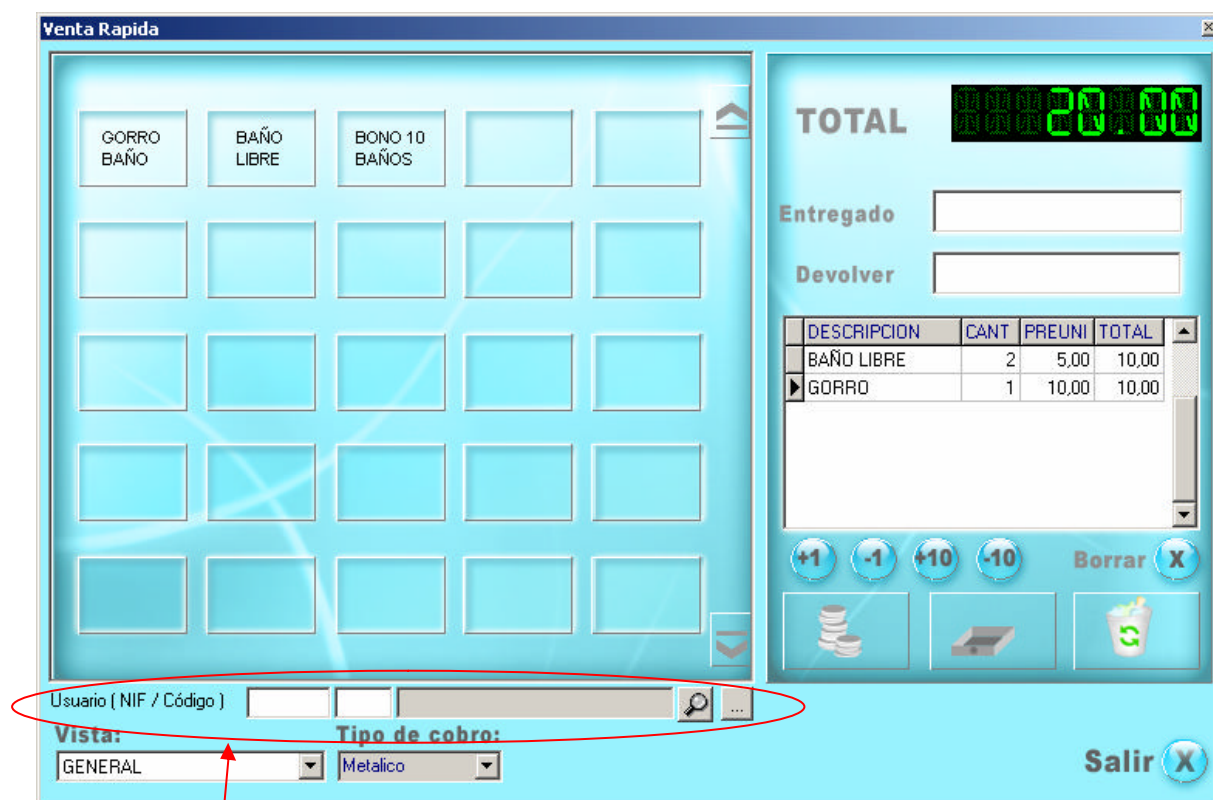 Venta Rapida
GORRO
BAÑO
BAÑO
LIBRE
BONO 10
BAÑOS
TOTAL 20.00
Entregado
Devolver
DESCRIPCION CANT PREUNI TOTAL
BAÑO LIBRE 2 5,00 10,00
GORRO 1 10,00 10,00
+1 -1 +10 -10 Borrar X
Usuario ( NIF / Código ) ...
Vista: Tipo de cobro:
GENERAL Metalico
Salir X